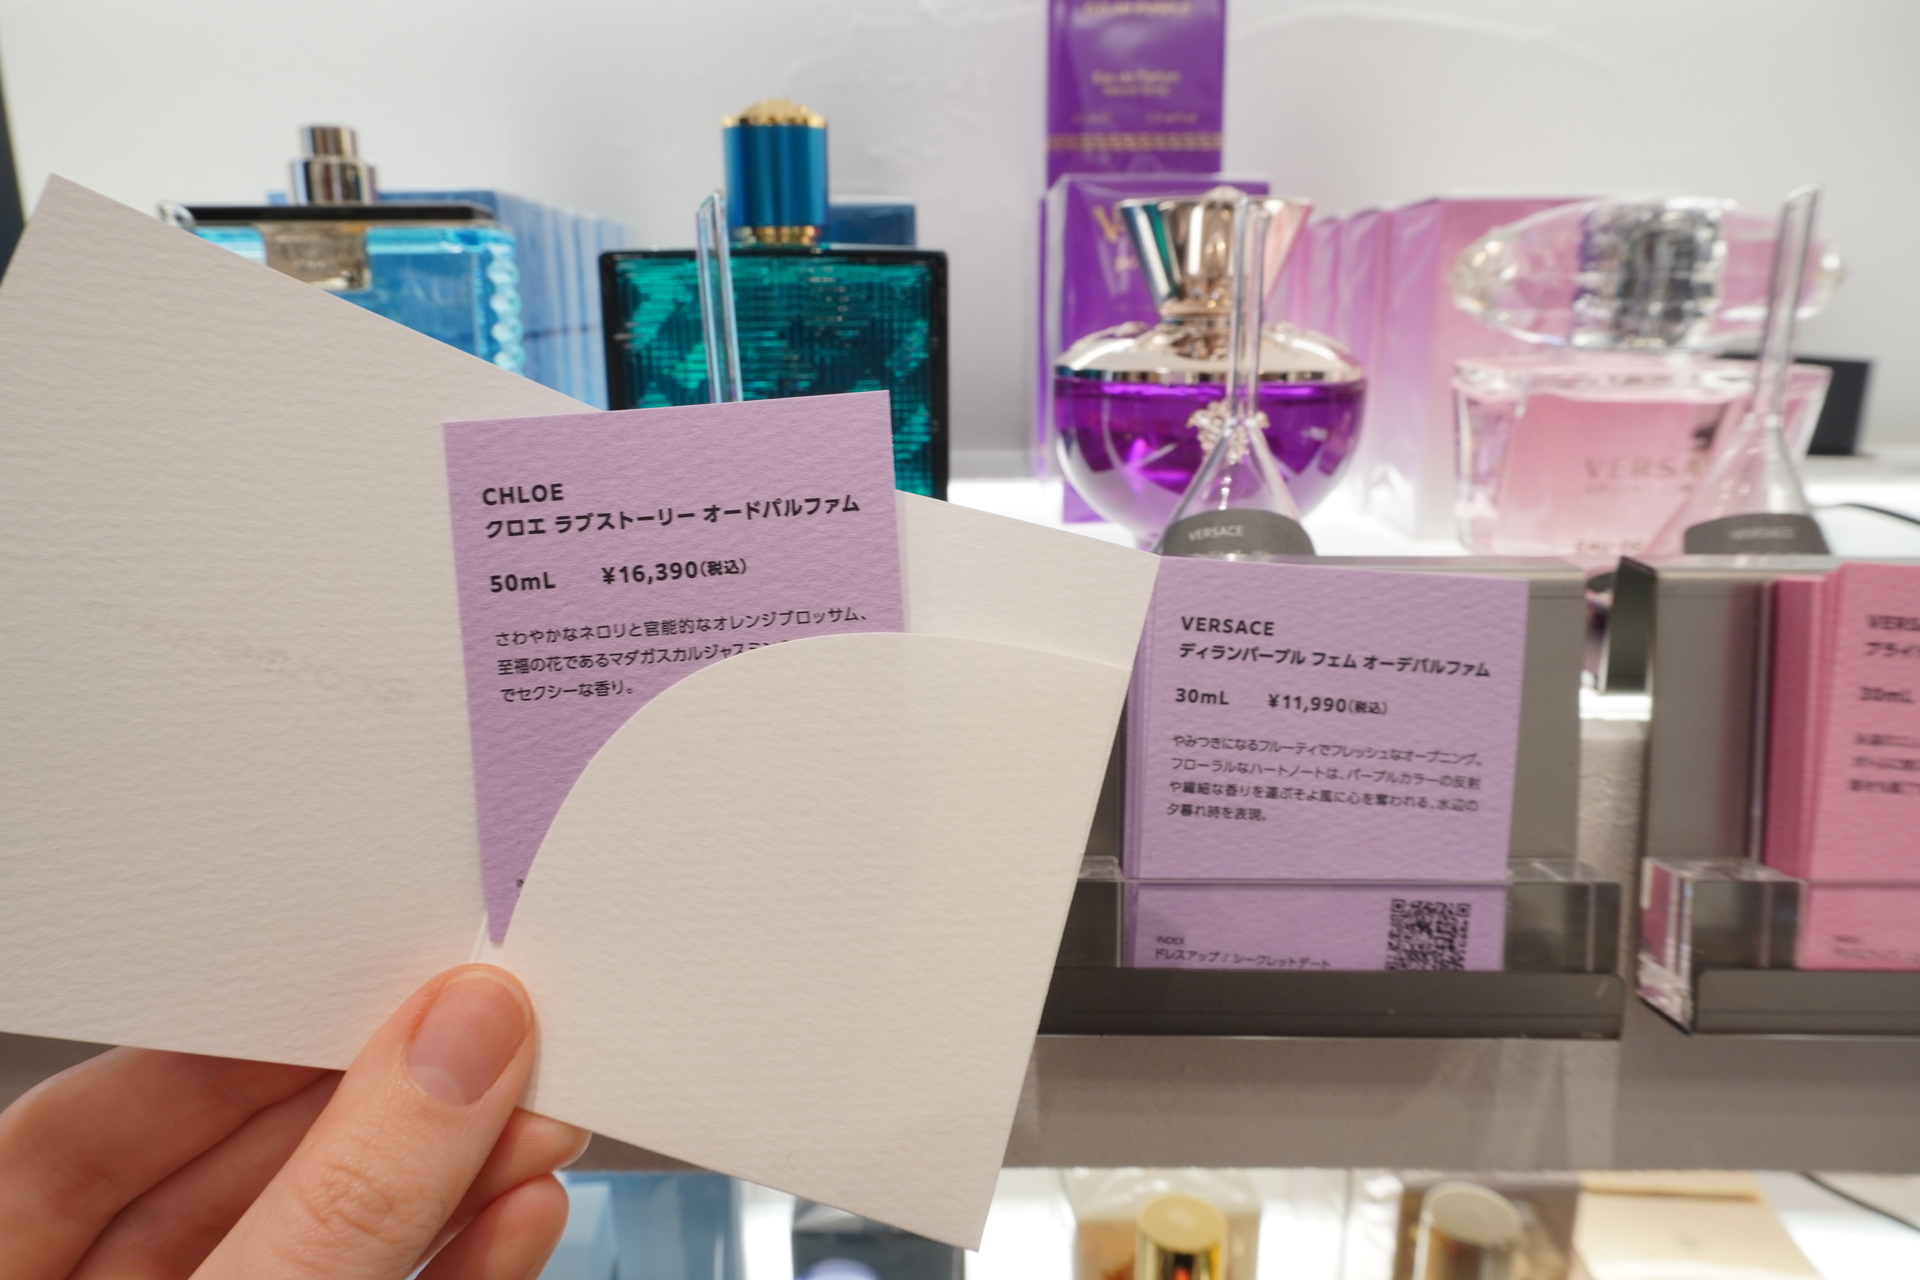 Eau de Parfum
VERSACE
CHLOE
クロエ ラブストーリー オードパルファム
50mL ¥16,390(税込)
さわやかなネロリと官能的なオレンジブロッサム、
至福の花であるマダガスカルジャスミン
でセクシーな香り。
VERSACE
ディランパープル フェム オーデパルファム
30mL ¥11,990(税込)
やみつきになるフルーティでフレッシュなオープニング。
フローラルなハートノートは、パープルカラーの反射
や繊細な香りを運ぶそよ風に心を奪われる、水辺の
夕暮れ時を表現。
INDEX
ドレスアップ / シークレットデート
VERSACE
30mL